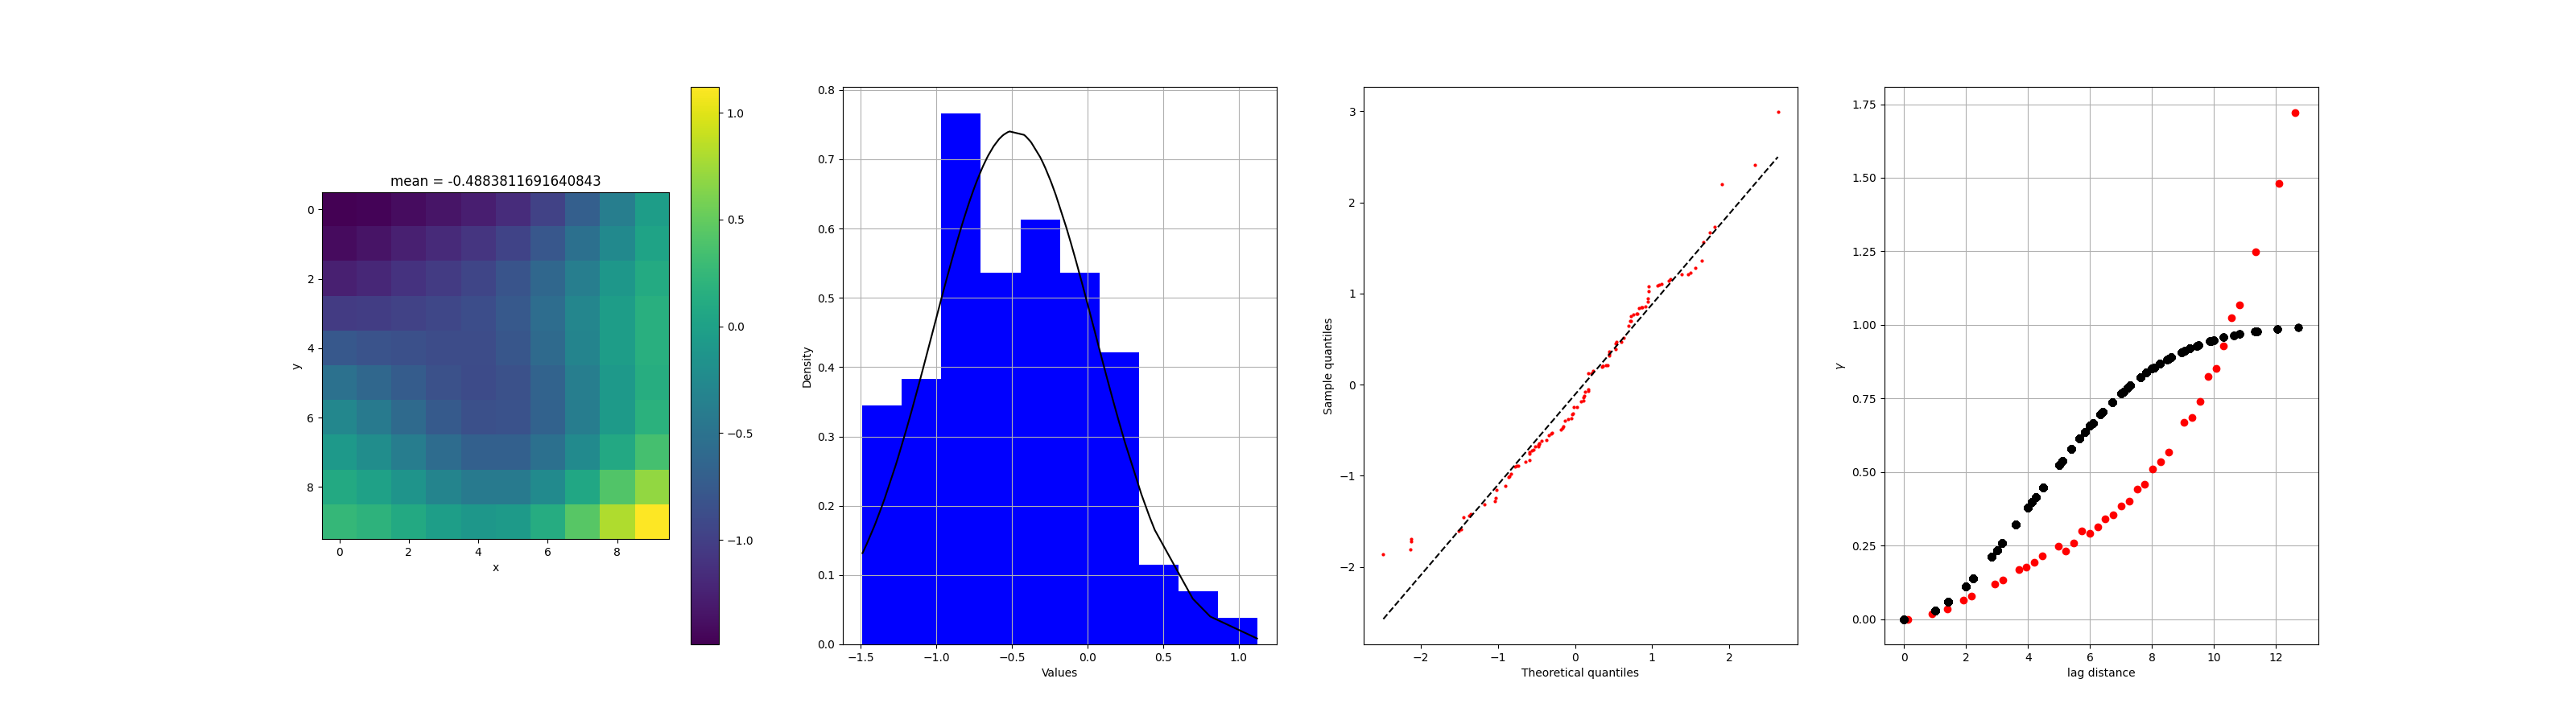 mean = -0.4883811691640843
0
2
4
6
8
y
0 2 4 6 8
x
1.0
0.5
0.0
−0.5
−1.0
0.8
0.7
0.6
0.5
0.4
0.3
0.2
0.1
0.0
Density
−1.5 −1.0 −0.5 0.0 0.5 1.0
Values
3
2
1
0
−1
−2
Sample quantiles
−2 −1 0 1 2
Theoretical quantiles
1.75
1.50
1.25
1.00
0.75
0.50
0.25
0.00
γ
0 2 4 6 8 10 12
lag distance